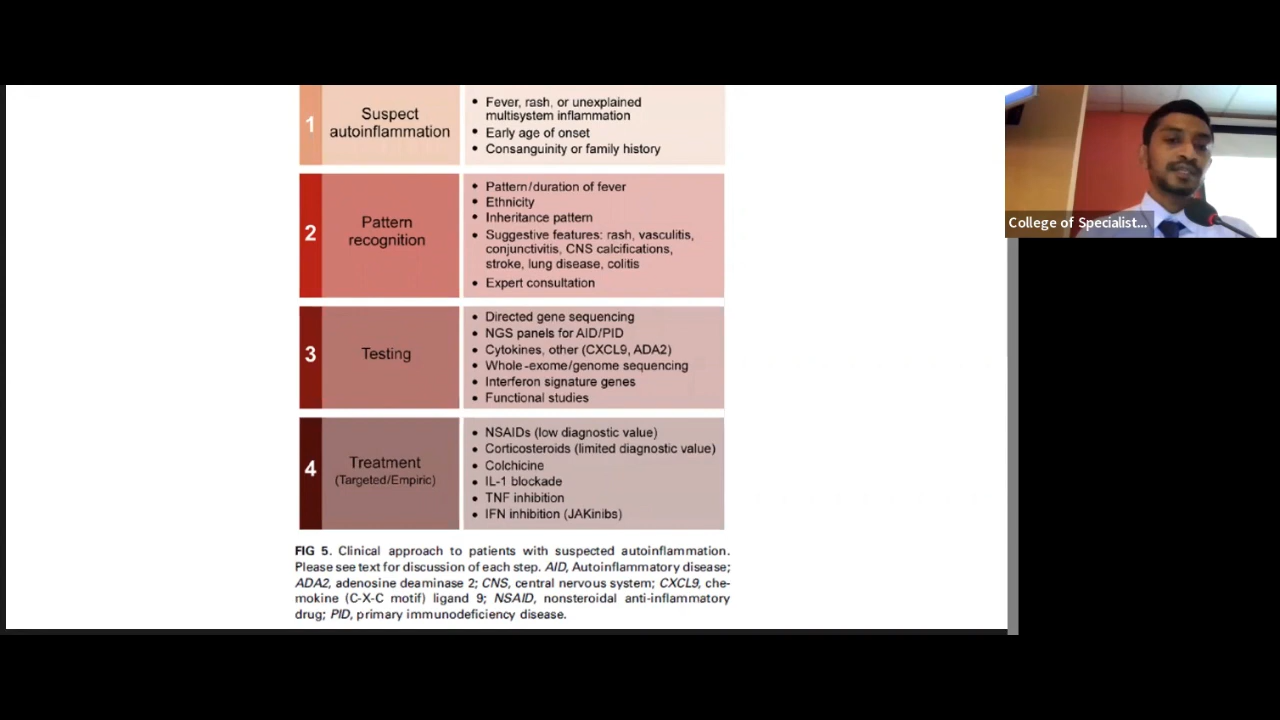 1
Suspect
autoinflammation
• Fever, rash, or unexplained
multisystem inflammation
• Early age of onset
• Consanguinity or family history
2
Pattern
recognition
• Pattern/duration of fever
• Ethnicity
• Inheritance pattern
• Suggestive features: rash, vasculitis,
conjunctivitis, CNS calcifications,
stroke, lung disease, colitis
• Expert consultation
3
Testing
• Directed gene sequencing
• NGS panels for AID/PID
• Cytokines, other (CXCL9, ADA2)
• Whole-exome/genome sequencing
• Interferon signature genes
• Functional studies
4
Treatment
(Targeted/Empiric)
• NSAIDs (low diagnostic value)
• Corticosteroids (limited diagnostic value)
• Colchicine
• IL-1 blockade
• TNF inhibition
• IFN inhibition (JAKinibs)
FIG 5. Clinical approach to patients with suspected autoinflammation.
Please see text for discussion of each step. AID, Autoinflammatory disease;
ADA2, adenosine deaminase 2; CNS, central nervous system; CXCL9, che-
mokine (C-X-C motif) ligand 9; NSAID, nonsteroidal anti-inflammatory
drug; PID, primary immunodeficiency disease.
College of Specialist...